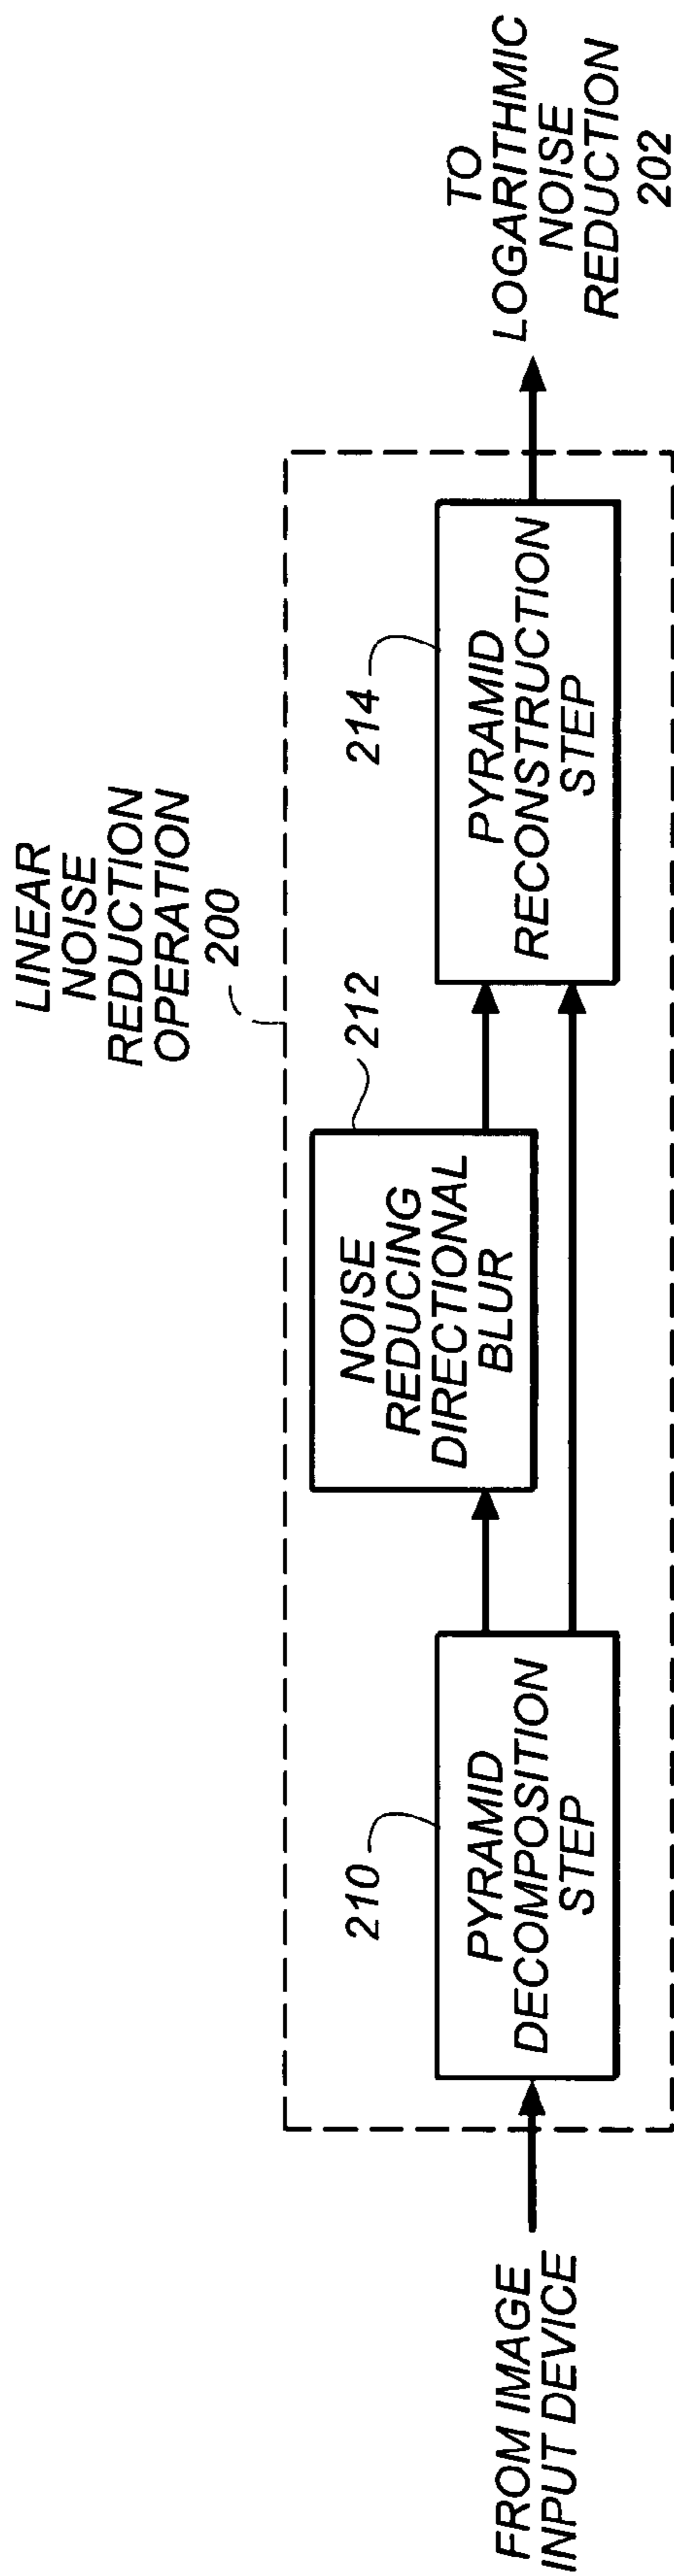 LINEAR
NOISE
REDUCTION
OPERATION
200
FROM IMAGE
INPUT DEVICE
210
PYRAMID
DECOMPOSITION
STEP
212
NOISE
REDUCING
DIRECTIONAL
BLUR
214
PYRAMID
RECONSTRUCTION
STEP
TO
LOGARITHMIC
NOISE
REDUCTION
202